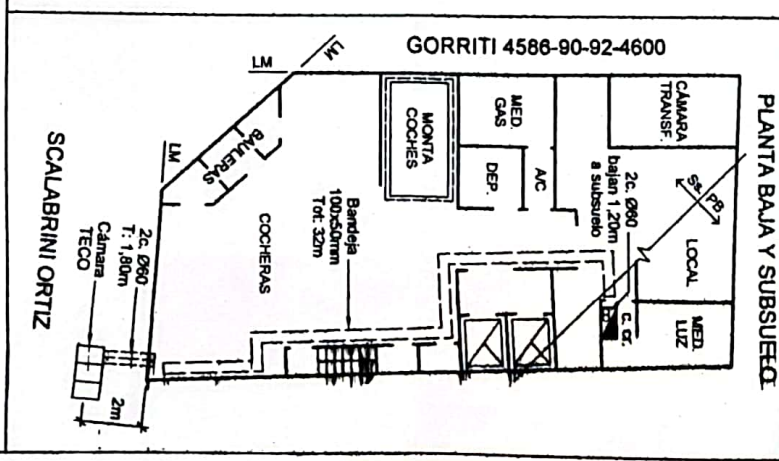 PLANTA BAJA Y SUBSUELO
GORRITI 4586-90-92-4600
SCALABRINI ORTIZ
LM
LM
LM
BAULERAS
COCHERAS
MONTA
COCHES
MED.
GAS
DEP.
A/C
CÁMARA
TRANSF.
2c. Ø60
bajan 1,20m
a subsuelo
SS
PB
LOCAL
MED.
LUZ
c. cr.
Bandeja
100x50mm
Tot: 32m
2c. Ø60
T: 1,80m
Cámara
TECO
2m